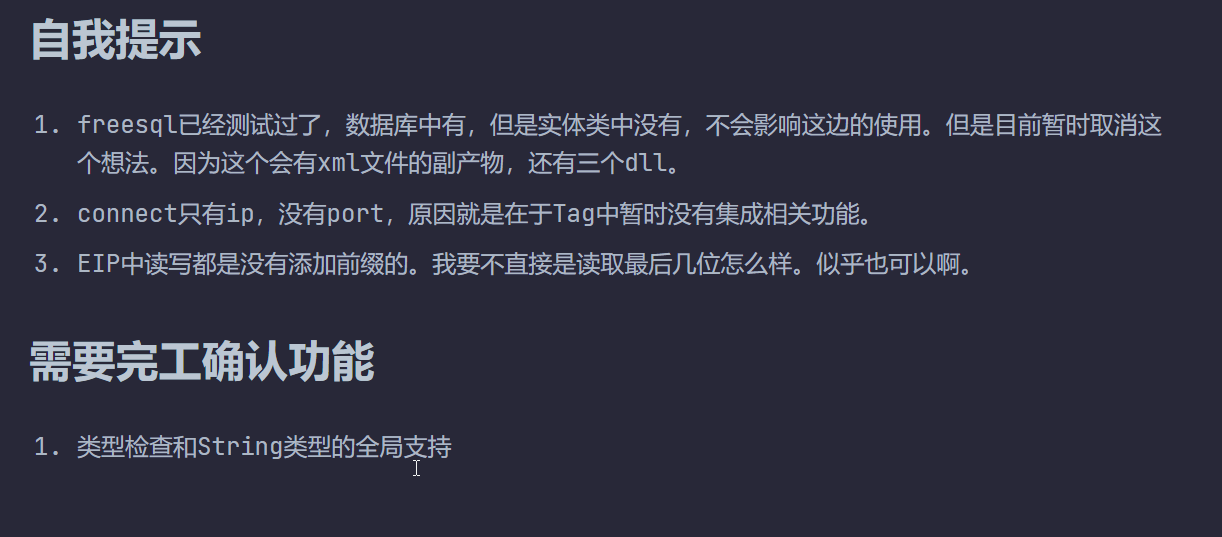 自我提示
1. freesql已经测试过了，数据库中有，但是实体类中没有，不会影响这边的使用。但是目前暂时取消这
个想法。因为这个会有xml文件的副产物，还有三个dll。
2. connect只有ip，没有port，原因就是在于Tag中暂时没有集成相关功能。
3. EIP中读写都是没有添加前缀的。我要不直接是读取最后几位怎么样。似乎也可以啊。
需要完工确认功能
1. 类型检查和String类型的全局支持